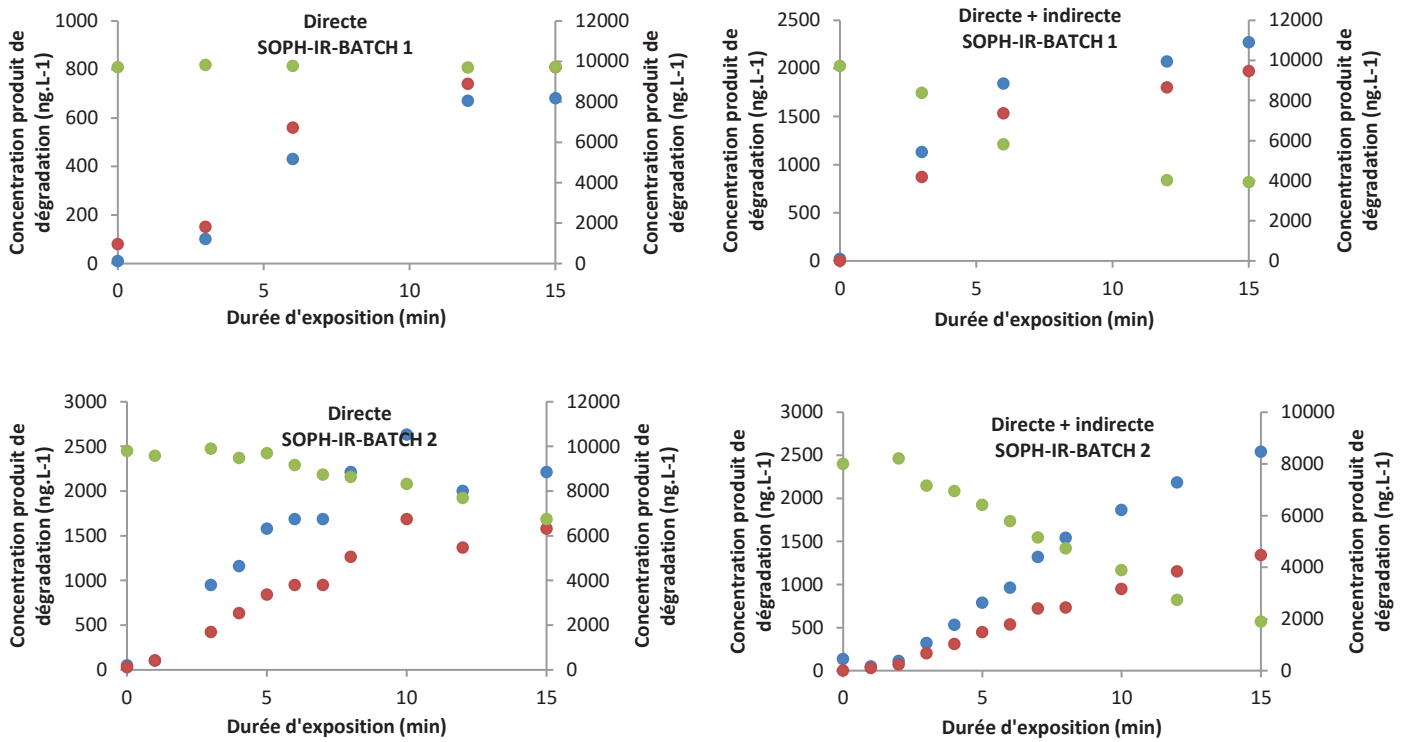 Directe
SOPH-IR-BATCH 1
Concentration produit de
dégradation (ng.L-1)
1000
800
600
400
200
0
12000
10000
8000
6000
4000
2000
0
Concentration produit de
dégradation (ng.L-1)
0
5
10
15
Durée d'exposition (min)
Directe + indirecte
SOPH-IR-BATCH 1
Concentration produit de
dégradation (ng.L-1)
2500
2000
1500
1000
500
0
12000
10000
8000
6000
4000
2000
0
Concentration produit de
dégradation (ng.L-1)
0
5
10
15
Durée d'exposition (min)
Directe
SOPH-IR-BATCH 2
Concentration produit de
dégradation (ng.L-1)
3000
2500
2000
1500
1000
500
0
12000
10000
8000
6000
4000
2000
0
Concentration produit de
dégradation (ng.L-1)
0
5
10
15
Durée d'exposition (min)
Directe + indirecte
SOPH-IR-BATCH 2
Concentration produit de
dégradation (ng.L-1)
3000
2500
2000
1500
1000
500
0
10000
8000
6000
4000
2000
0
Concentration produit de
dégradation (ng.L-1)
0
5
10
15
Durée d'exposition (min)